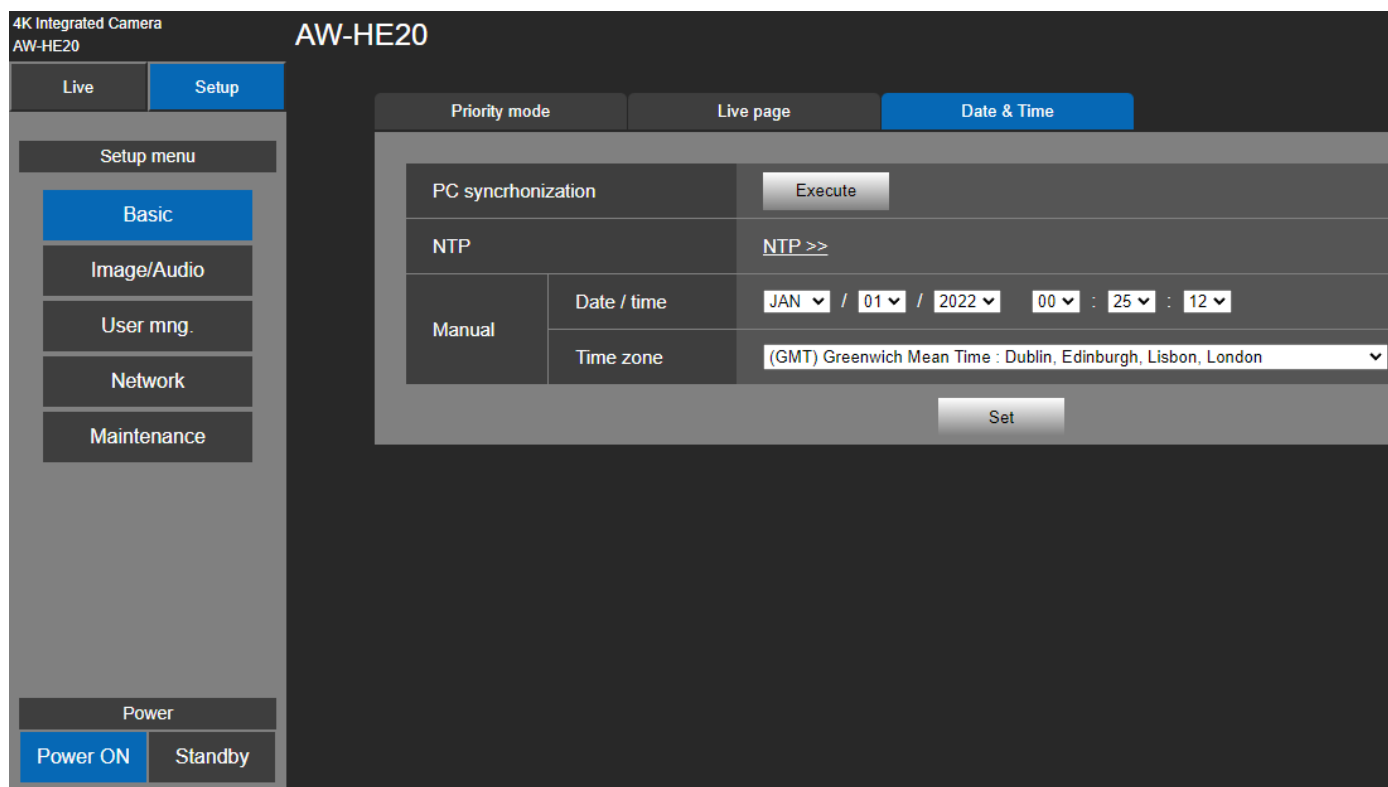 4K Integrated Camera
AW-HE20
AW-HE20
Live Setup
Priority mode Live page Date & Time
Setup menu
Basic
Image/Audio
User mng.
Network
Maintenance
PC syncrhonization Execute
NTP NTP >>
Manual
Date / time JAN / 01 / 2022 00 : 25 : 12
Time zone (GMT) Greenwich Mean Time : Dublin, Edinburgh, Lisbon, London
Set
Power
Power ON Standby